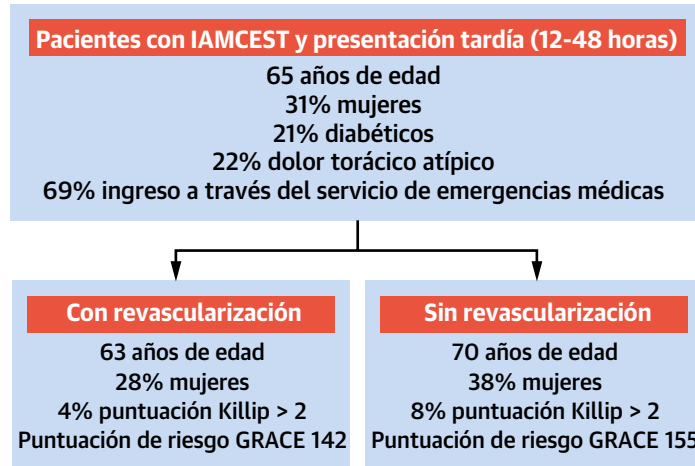 Pacientes con IAMCEST y presentación tardía (12-48 horas)
65 años de edad
31% mujeres
21% diabéticos
22% dolor torácico atípico
69% ingreso a través del servicio de emergencias médicas
Con revascularización
63 años de edad
28% mujeres
4% puntuación Killip > 2
Puntuación de riesgo GRACE 142
Sin revascularización
70 años de edad
38% mujeres
8% puntuación Killip > 2
Puntuación de riesgo GRACE 155